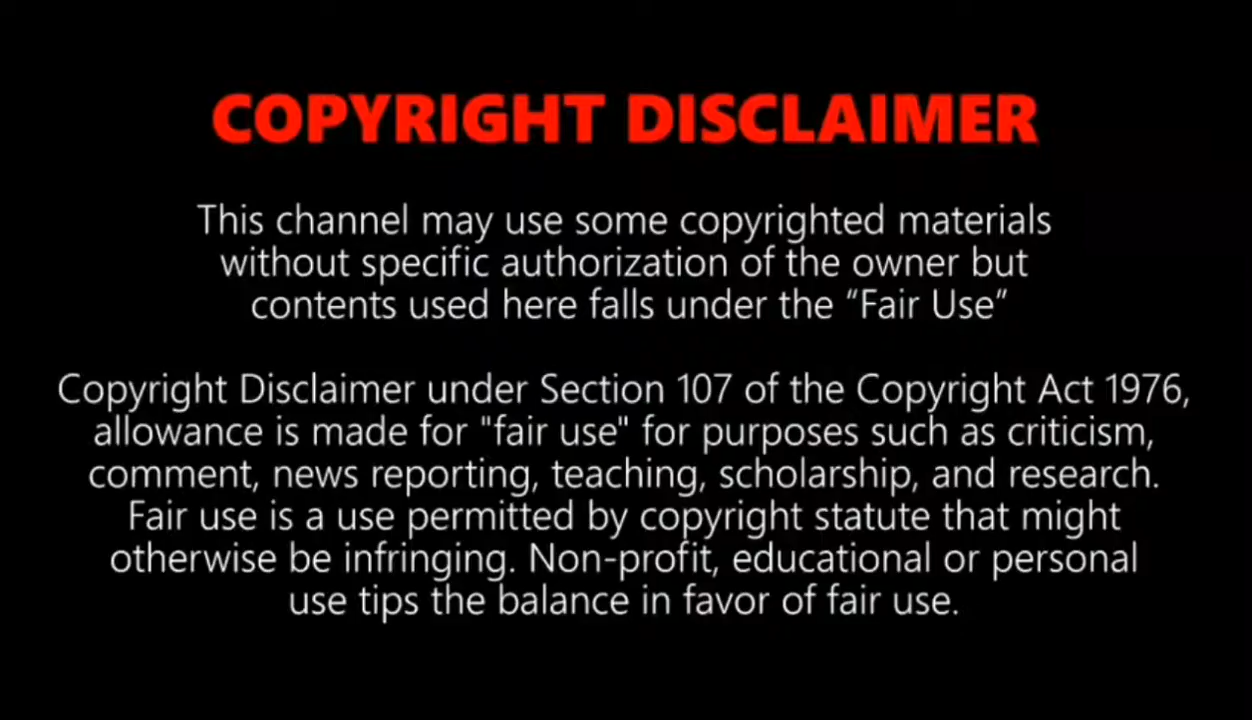 COPYRIGHT DISCLAIMER
This channel may use some copyrighted materials
without specific authorization of the owner but
contents used here falls under the “Fair Use”
Copyright Disclaimer under Section 107 of the Copyright Act 1976,
allowance is made for "fair use" for purposes such as criticism,
comment, news reporting, teaching, scholarship, and research.
Fair use is a use permitted by copyright statute that might
otherwise be infringing. Non-profit, educational or personal
use tips the balance in favor of fair use.